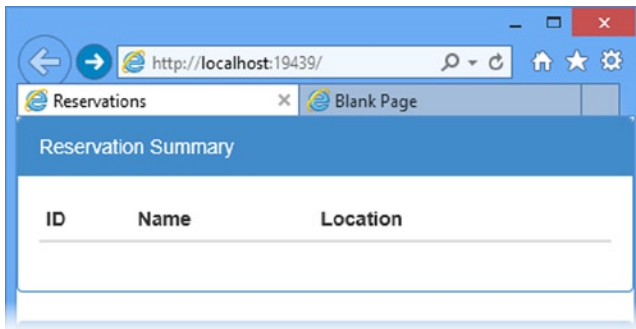 http://localhost:19439/
Reservations
Blank Page
Reservation Summary
ID Name Location